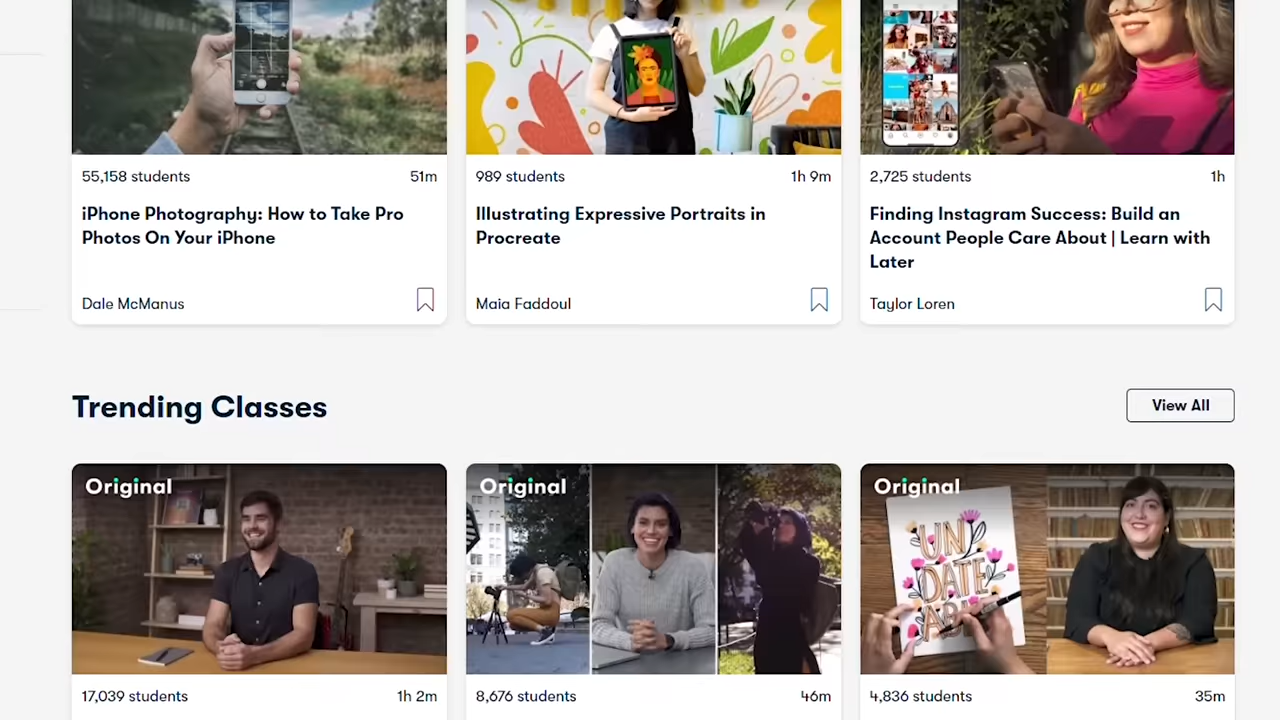 55,158 students 51m
iPhone Photography: How to Take Pro
Photos On Your iPhone
Dale McManus
989 students 1h 9m
Illustrating Expressive Portraits in
Procreate
Maia Faddoul
2,725 students 1h
Finding Instagram Success: Build an
Account People Care About | Learn with
Later
Taylor Loren
Trending Classes
View All
Original
17,039 students 1h 2m
Original
8,676 students 46m
Original
UN
DATE
4,836 students 35m